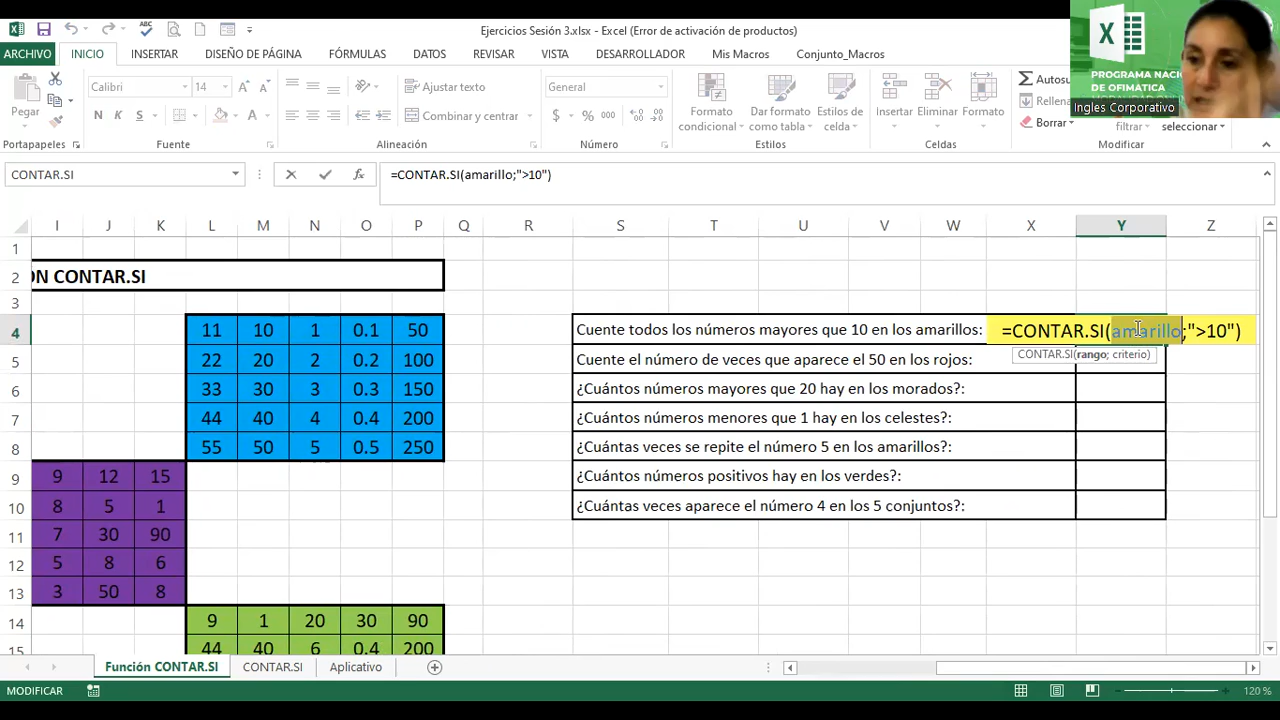 Ejercicios Sesión 3.xlsx - Excel (Error de activación de productos)
ARCHIVO INICIO INSERTAR DISEÑO DE PÁGINA FÓRMULAS DATOS REVISAR VISTA DESARROLLADOR Mis Macros Conjunto_Macros
PROGRAMA NACI
DE OFIMÁTICA
Ingles Corporativo
Pegar
Calibri 14
N K S
Ajustar texto
Combinar y centrar
General
$ % 000
Formato condicional
Dar formato como tabla
Estilos de celda
Insertar
Eliminar
Formato
Autosu
Rellena
Borrar
filtrar
seleccionar
Portapapeles Fuente Alineación Número Estilos Celdas Modificar
CONTAR.SI =CONTAR.SI(amarillo;">10")
I J K L M N O P Q R S T U V W X Y Z
1
2 ON CONTAR.SI
3
4 11 10 1 0.1 50 Cuente todos los números mayores que 10 en los amarillos: =CONTAR.SI(amarillo;">10")
CONTAR.SI(rango; criterio)
5 22 20 2 0.2 100 Cuente el número de veces que aparece el 50 en los rojos:
6 33 30 3 0.3 150 ¿Cuántos números mayores que 20 hay en los morados?:
7 44 40 4 0.4 200 ¿Cuántos números menores que 1 hay en los celestes?:
8 55 50 5 0.5 250 ¿Cuántas veces se repite el número 5 en los amarillos?:
9 9 12 15 ¿Cuántos números positivos hay en los verdes?:
10 8 5 1 ¿Cuántas veces aparece el número 4 en los 5 conjuntos?:
11 7 30 90
12 5 8 6
13 3 50 8
14 9 1 20 30 90
15 44 40 6 0.4 200
Función CONTAR.SI CONTAR.SI Aplicativo
MODIFICAR 120 %